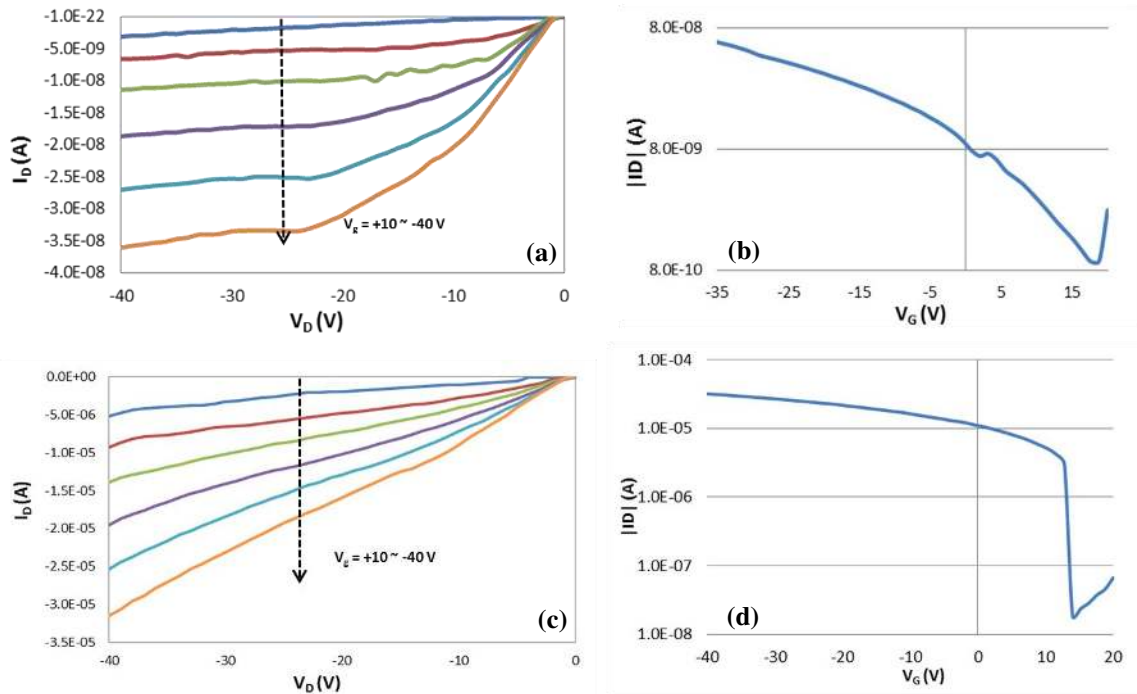 -1.0E-22
-5.0E-09
-1.0E-08
-1.5E-08
-2.0E-08
-2.5E-08
-3.0E-08
-3.5E-08
-4.0E-08
I_D (A)
V_g = +10 ~ -40 V
(a)
-40 -30 -20 -10 0
V_D (V)
8.0E-08
8.0E-09
8.0E-10
|ID| (A)
(b)
-35 -25 -15 -5 5 15
V_G (V)
0.0E+00
-5.0E-06
-1.0E-05
-1.5E-05
-2.0E-05
-2.5E-05
-3.0E-05
-3.5E-05
I_D (A)
V_g = +10 ~ -40 V
(c)
-40 -30 -20 -10 0
V_D (V)
1.0E-04
1.0E-05
1.0E-06
1.0E-07
1.0E-08
|ID| (A)
(d)
-40 -30 -20 -10 0 10 20
V_G (V)